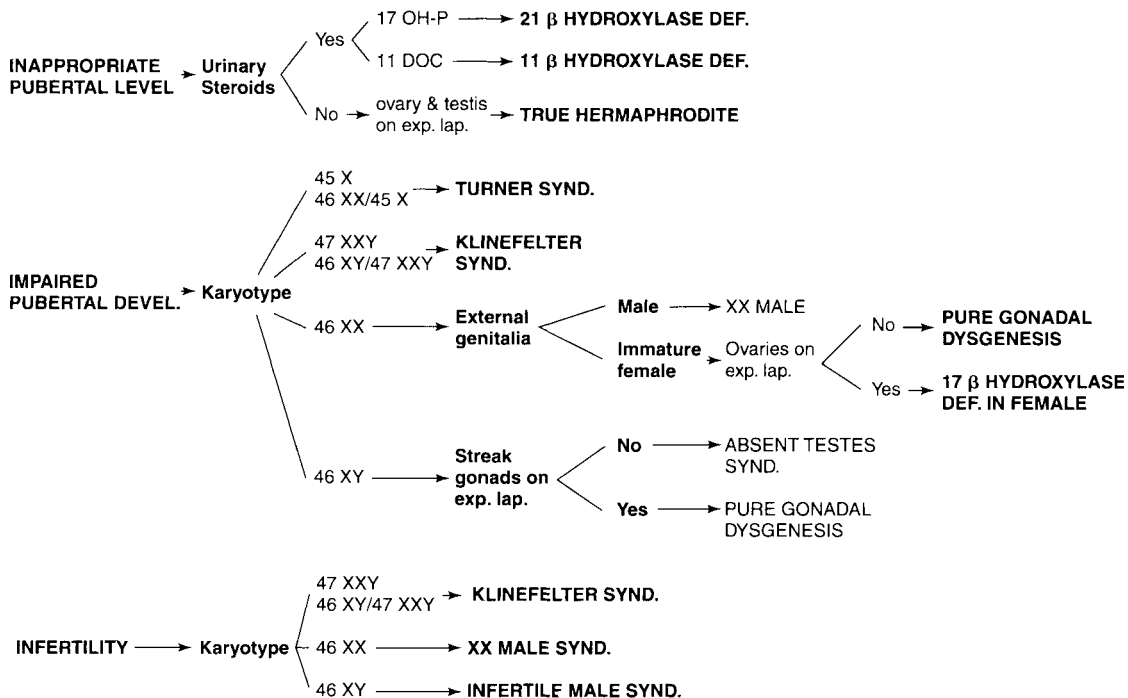 17 OH-P
21 β HYDROXYLASE DEF.
Yes
11 DOC
11 β HYDROXYLASE DEF.
INAPPROPRIATE
PUBERTAL LEVEL
Urinary
Steroids
No
ovary & testis
on exp. lap.
TRUE HERMAPHRODITE
45 X
46 XX/45 X
TURNER SYND.
47 XXY
46 XY/47 XXY
KLINEFELTER
SYND.
IMPAIRED
PUBERTAL DEVEL.
Karyotype
46 XX
External
genitalia
Male
XX MALE
Immature
female
Ovaries on
exp. lap.
No
PURE GONADAL
DYSGENESIS
Yes
17 β HYDROXYLASE
DEF. IN FEMALE
46 XY
Streak
gonads on
exp. lap.
No
ABSENT TESTES
SYND.
Yes
PURE GONADAL
DYSGENESIS
INFERTILITY
Karyotype
47 XXY
46 XY/47 XXY
KLINEFELTER SYND.
46 XX
XX MALE SYND.
46 XY
INFERTILE MALE SYND.